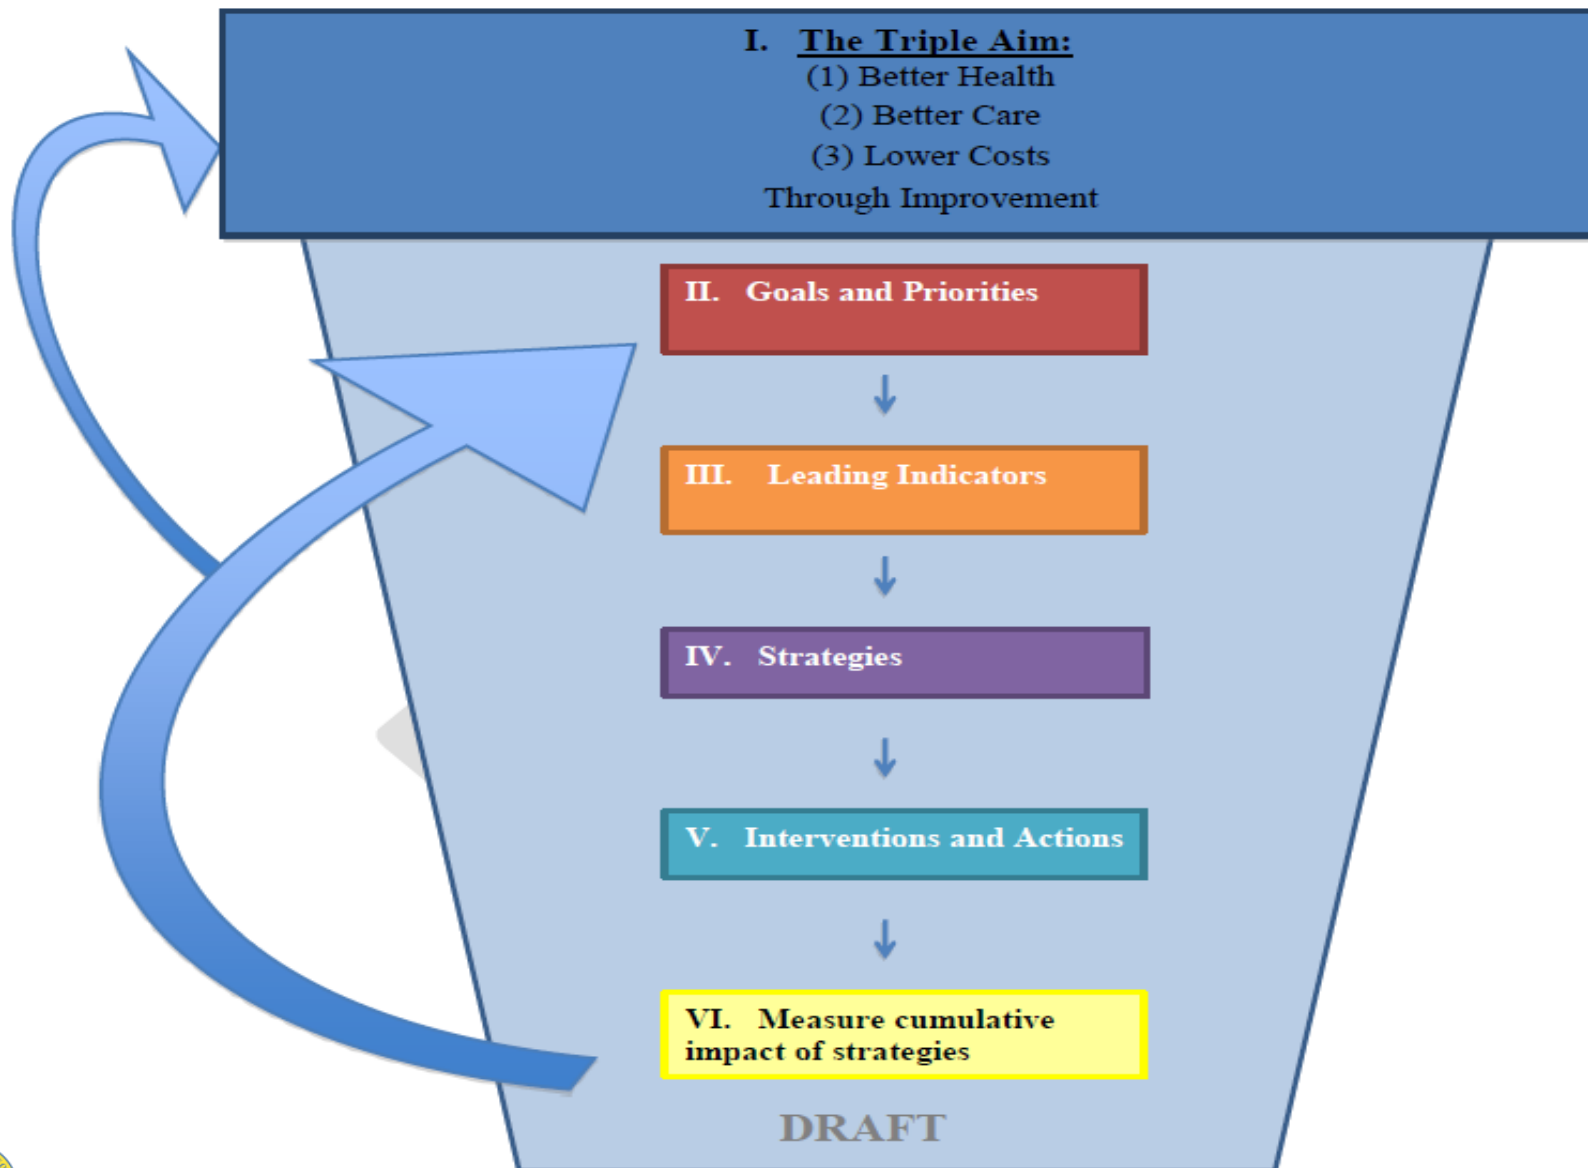 I. The Triple Aim:
(1) Better Health
(2) Better Care
(3) Lower Costs
Through Improvement
II. Goals and Priorities
III. Leading Indicators
IV. Strategies
V. Interventions and Actions
VI. Measure cumulative
impact of strategies
DRAFT